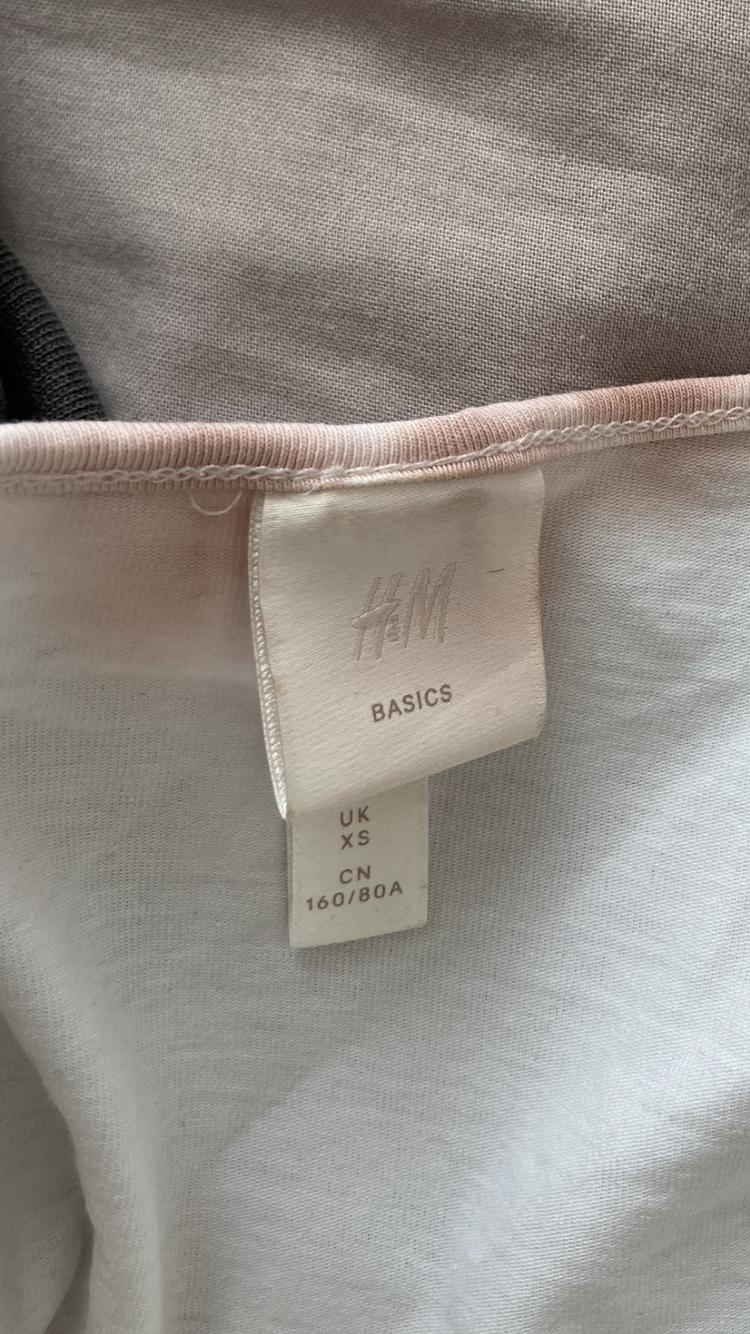 H&M
BASICS
UK
XS
CN
160/80A